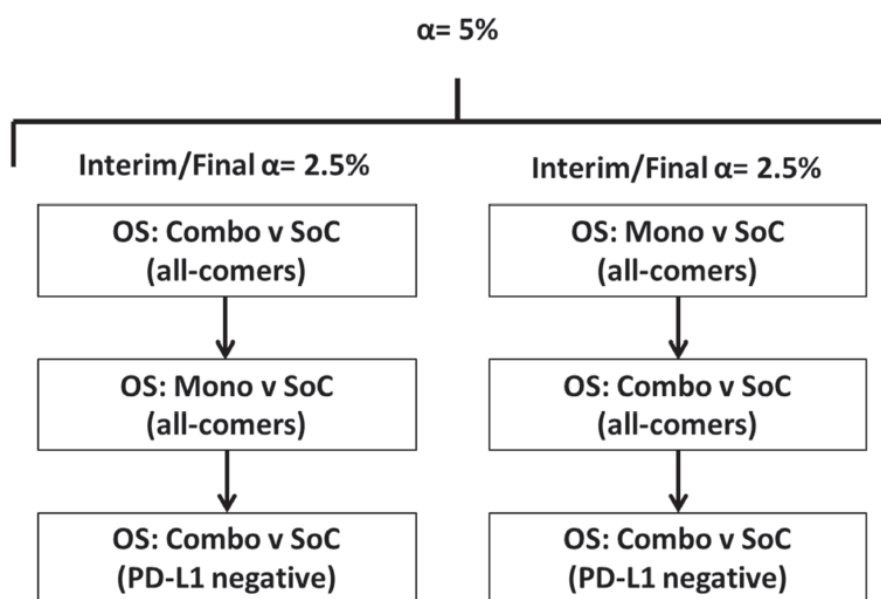 α= 5%
Interim/Final α= 2.5%
OS: Combo v SoC
(all-comers)
OS: Mono v SoC
(all-comers)
OS: Combo v SoC
(PD-L1 negative)
Interim/Final α= 2.5%
OS: Mono v SoC
(all-comers)
OS: Combo v SoC
(all-comers)
OS: Combo v SoC
(PD-L1 negative)